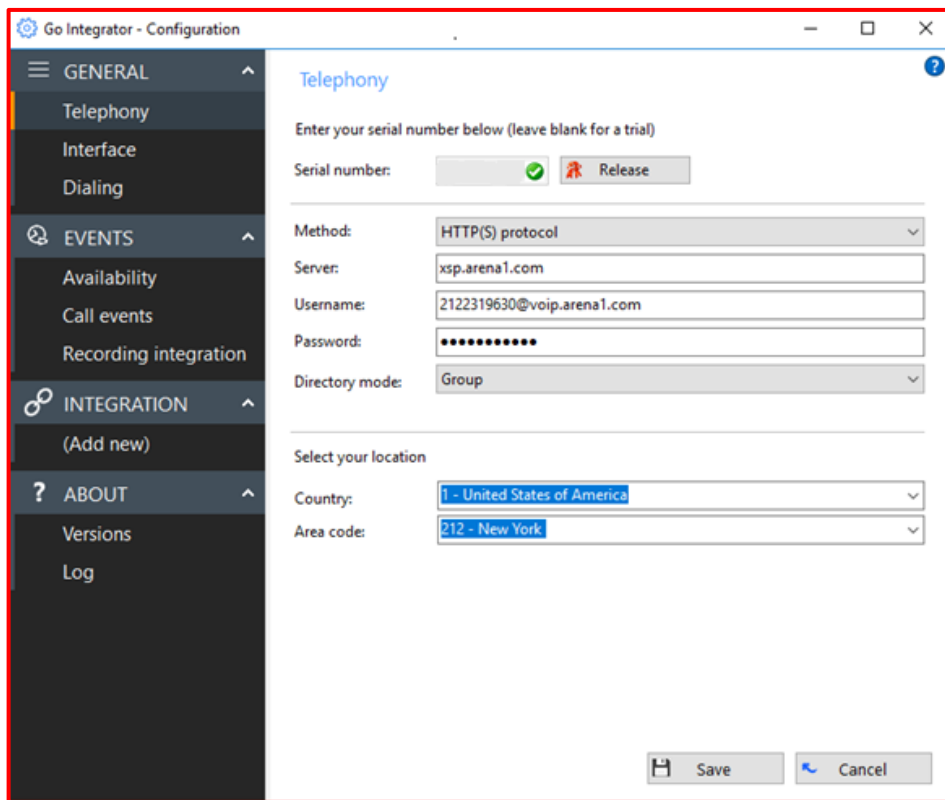 Go Integrator - Configuration
GENERAL
Telephony
Interface
Dialing
EVENTS
Availability
Call events
Recording integration
INTEGRATION
(Add new)
? ABOUT
Versions
Log
?
Telephony
Enter your serial number below (leave blank for a trial)
Serial number:
Release
Method: HTTP(S) protocol
Server: xsp.arena1.com
Username: 2122319630@voip.arena1.com
Password: •••••••••••
Directory mode: Group
Select your location
Country: 1 - United States of America
Area code: 212 - New York
Save
Cancel